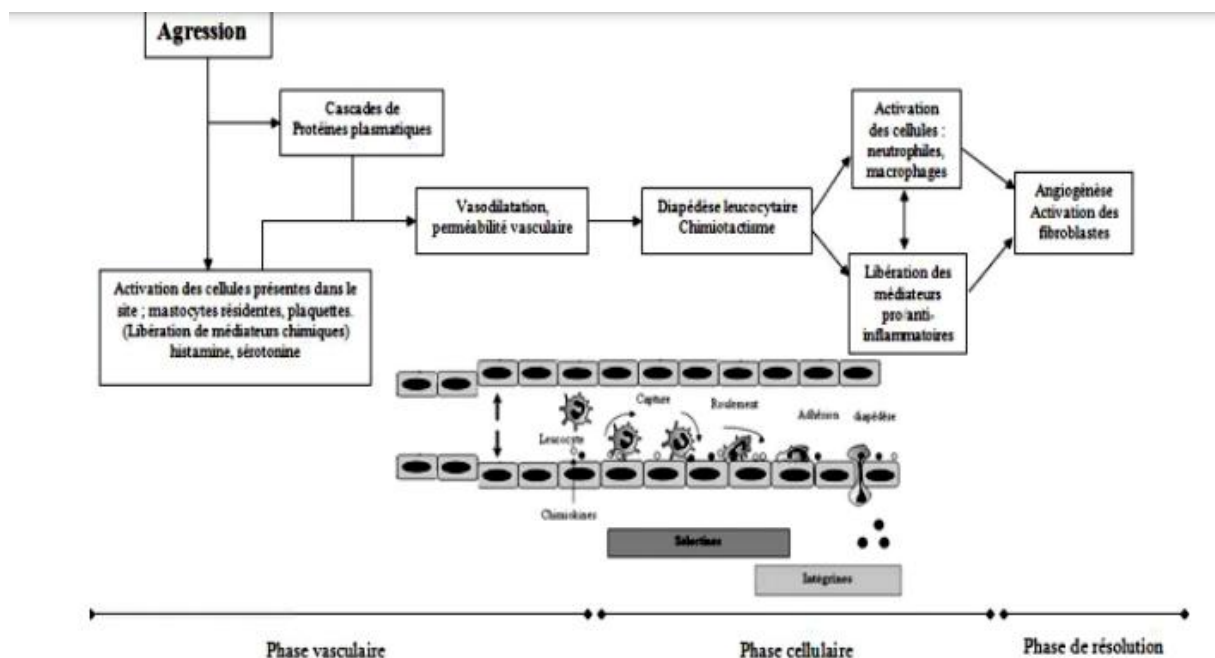 Agression
Cascades de
Protéines plasmatiques
Activation
des cellules :
neutrophiles,
macrophages
Vasodilatation,
perméabilité vasculaire
Diapédèse leucocytaire
Chimiotactisme
Angiogénèse
Activation des
fibroblastes
Activation des cellules présentes dans le
site ; mastocytes résidentes, plaquettes.
(Libération de médiateurs chimiques)
histamine, sérotonine
Libération des
médiateurs
pro/anti-
inflammatoires
Capture
Roulement
Adhésion
diapédèse
Leucocyte
Chimiokines
Sélectines
Intégrines
Phase vasculaire
Phase cellulaire
Phase de résolution